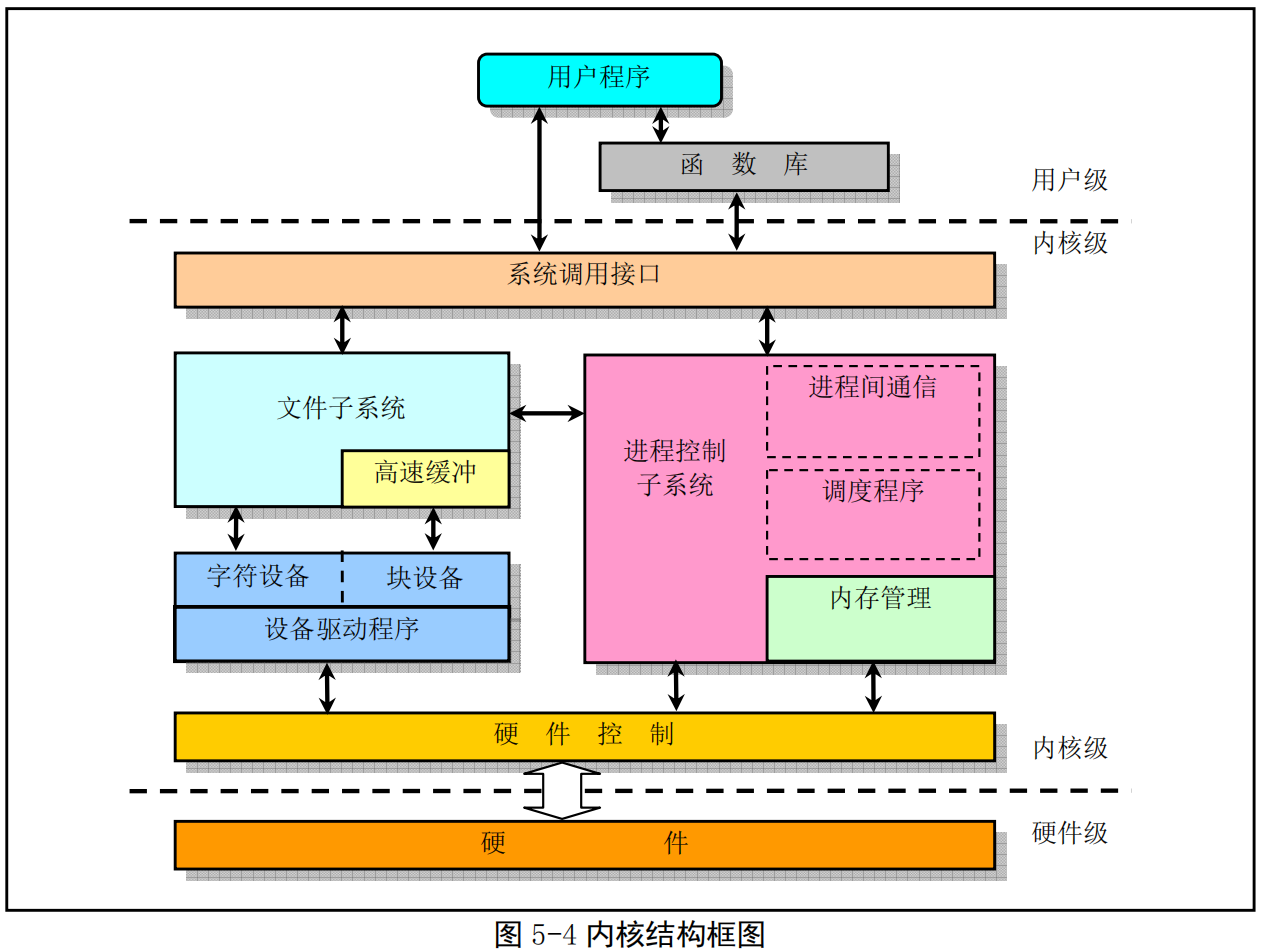 用户程序
函 数 库
用户级
内核级
系统调用接口
文件子系统
高速缓冲
进程控制
子系统
进程间通信
调度程序
内存管理
字符设备
块设备
设备驱动程序
硬 件 控 制
内核级
硬 件
硬件级
图 5-4 内核结构框图